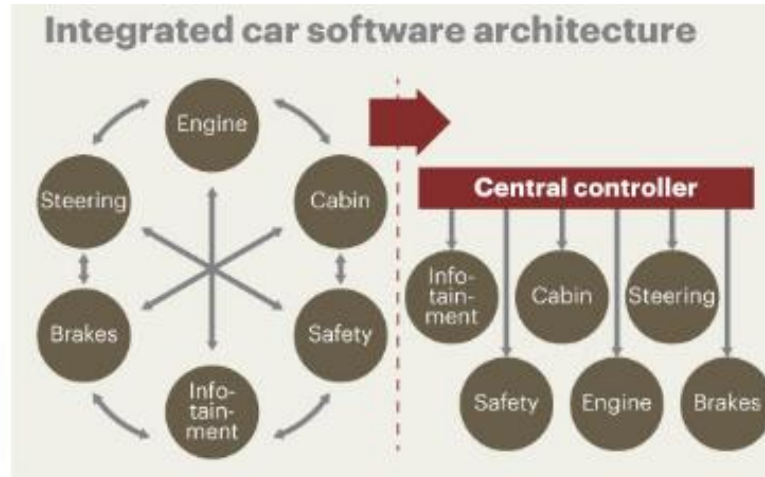 Integrated car software architecture
Engine
Steering
Cabin
Brakes
Safety
Info-
tain-
ment
Central controller
Info-
tain-
ment
Cabin
Steering
Safety
Engine
Brakes